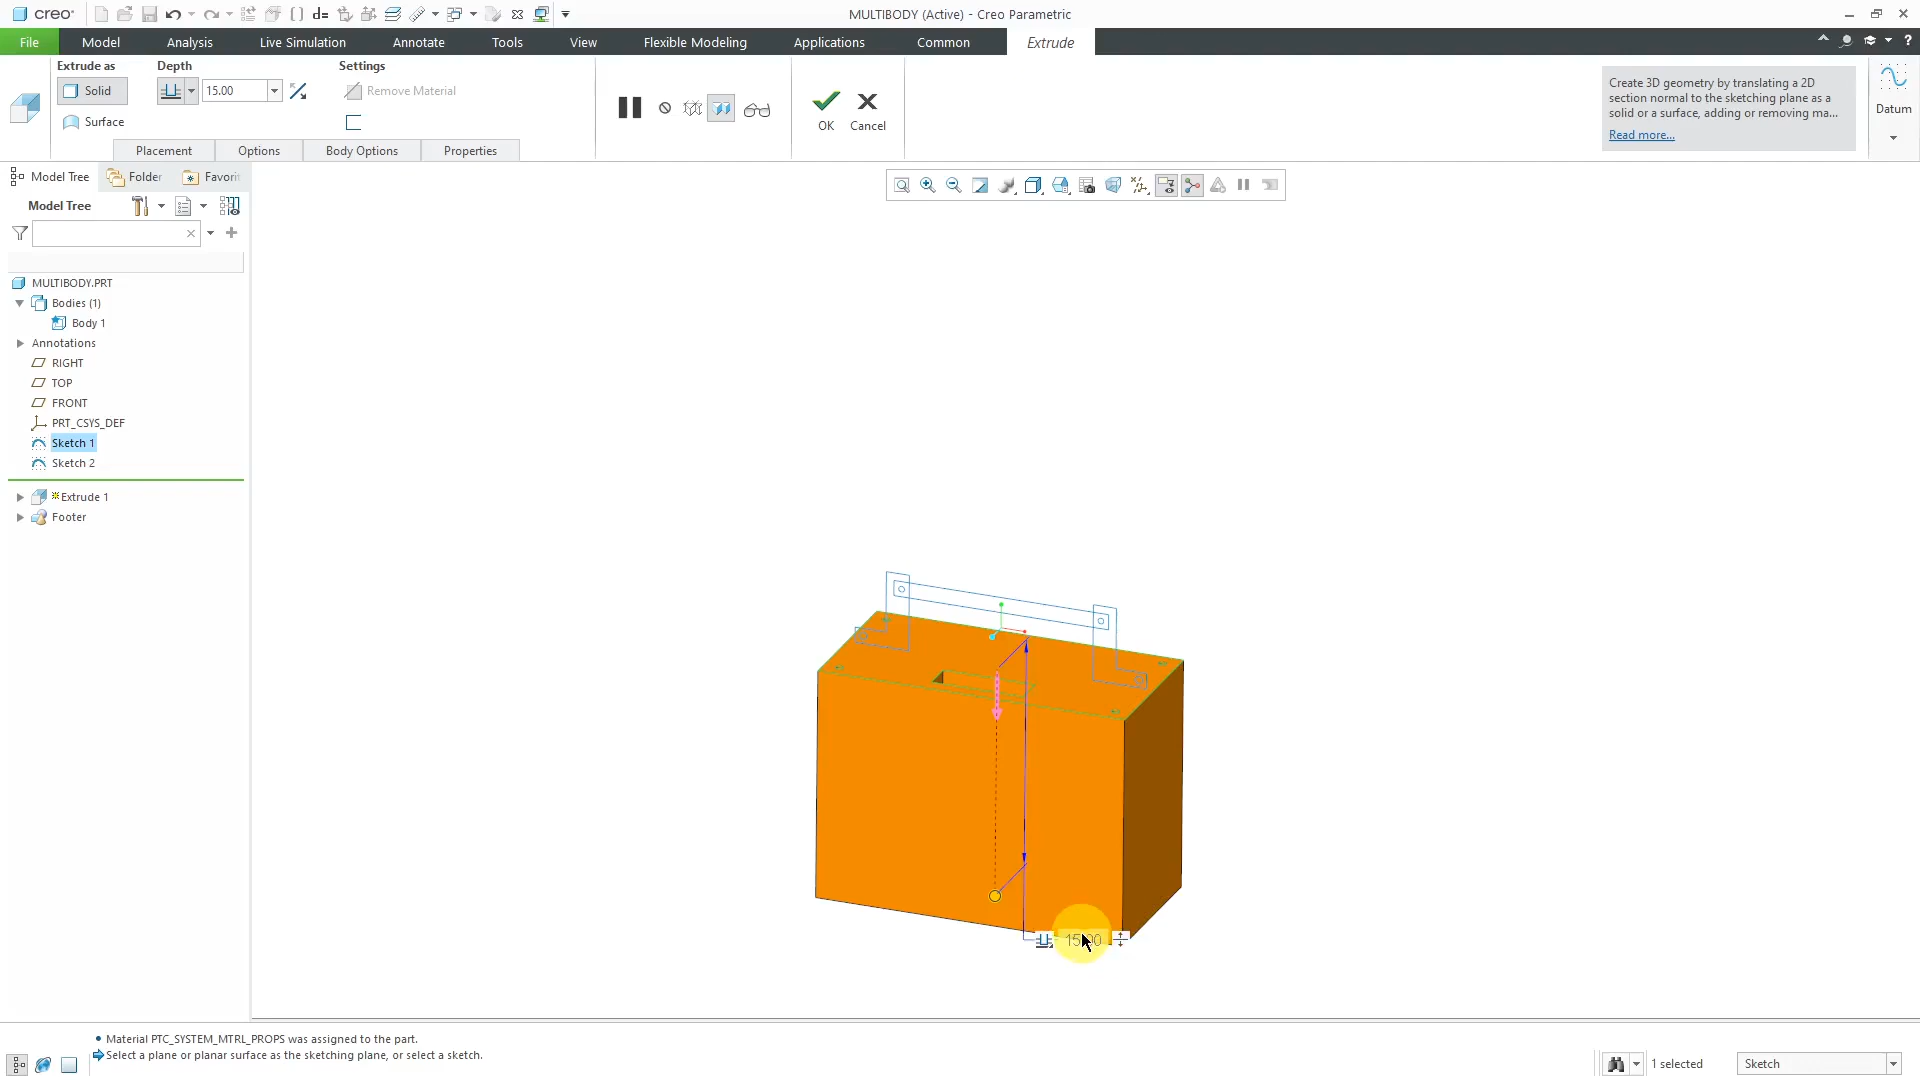 creo
d=
MULTIBODY (Active) - Creo Parametric
File
Model
Analysis
Live Simulation
Annotate
Tools
View
Flexible Modeling
Applications
Common
Extrude
?
Extrude as
Depth
Settings
Solid
15.00
Remove Material
Surface
OK
Cancel
Create 3D geometry by translating a 2D
section normal to the sketching plane as a
solid or a surface, adding or removing ma...
Read more...
Datum
Placement
Options
Body Options
Properties
Model Tree
Folder
Favori
Model Tree
MULTIBODY.PRT
Bodies (1)
Body 1
Annotations
RIGHT
TOP
FRONT
PRT_CSYS_DEF
Sketch 1
Sketch 2
Extrude 1
Footer
15.00
Material PTC_SYSTEM_MTRL_PROPS was assigned to the part.
Select a plane or planar surface as the sketching plane, or select a sketch.
1 selected
Sketch